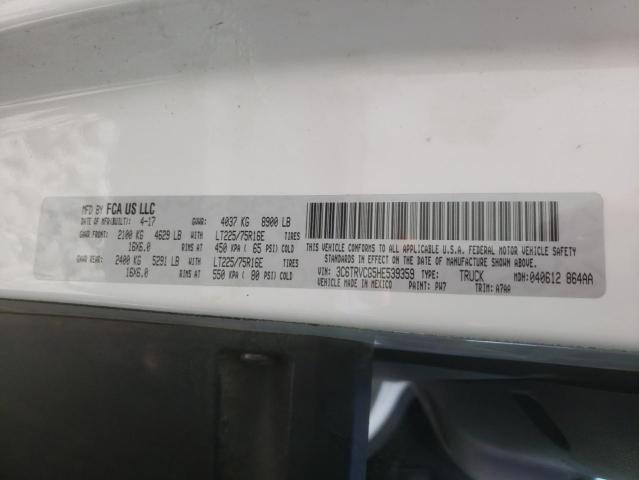 MFD BY FCA US LLC
DATE OF MFR(BUILT): 4-17 GVWR: 4037 KG 8900 LB
GAWR FRONT: 2100 KG 4629 LB WITH LT225/75R16E TIRES
16X6.0 RIMS AT 450 KPA ( 65 PSI) COLD
GAWR REAR: 2400 KG 5291 LB WITH LT225/75R16E TIRES
16X6.0 RIMS AT 550 KPA ( 80 PSI) COLD
THIS VEHICLE CONFORMS TO ALL APPLICABLE U.S.A. FEDERAL MOTOR VEHICLE SAFETY
STANDARDS IN EFFECT ON THE DATE OF MANUFACTURE SHOWN ABOVE.
VIN: 3C6TRVCG5HE539359 TYPE: TRUCK MDH: 040612 864AA
VEHICLE MADE IN MEXICO PAINT: PW7 TRIM: A7AA